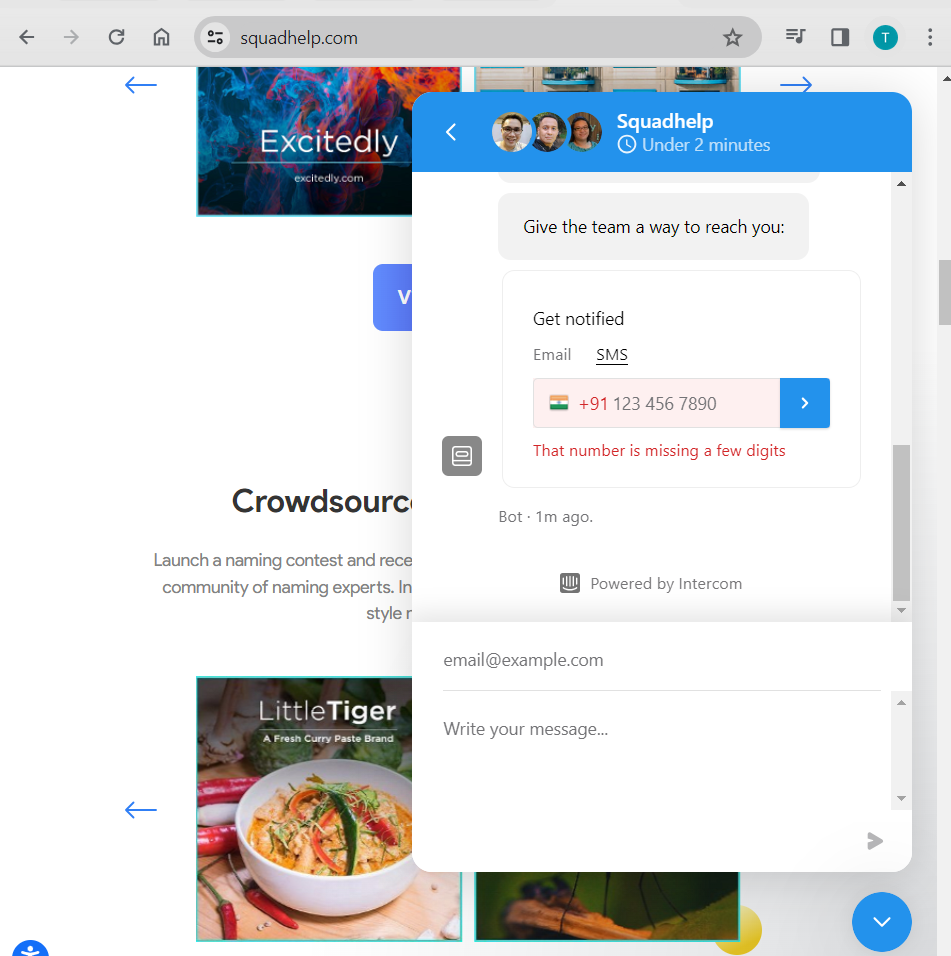 squadhelp.com
T
Excitedly
excitedly.com
V
Crowdsourc
Launch a naming contest and rece
community of naming experts. In
style
LittleTiger
A Fresh Curry Paste Brand
Squadhelp
Under 2 minutes
Give the team a way to reach you:
Get notified
Email SMS
+91 123 456 7890
That number is missing a few digits
Bot · 1m ago.
Powered by Intercom
email@example.com
Write your message...